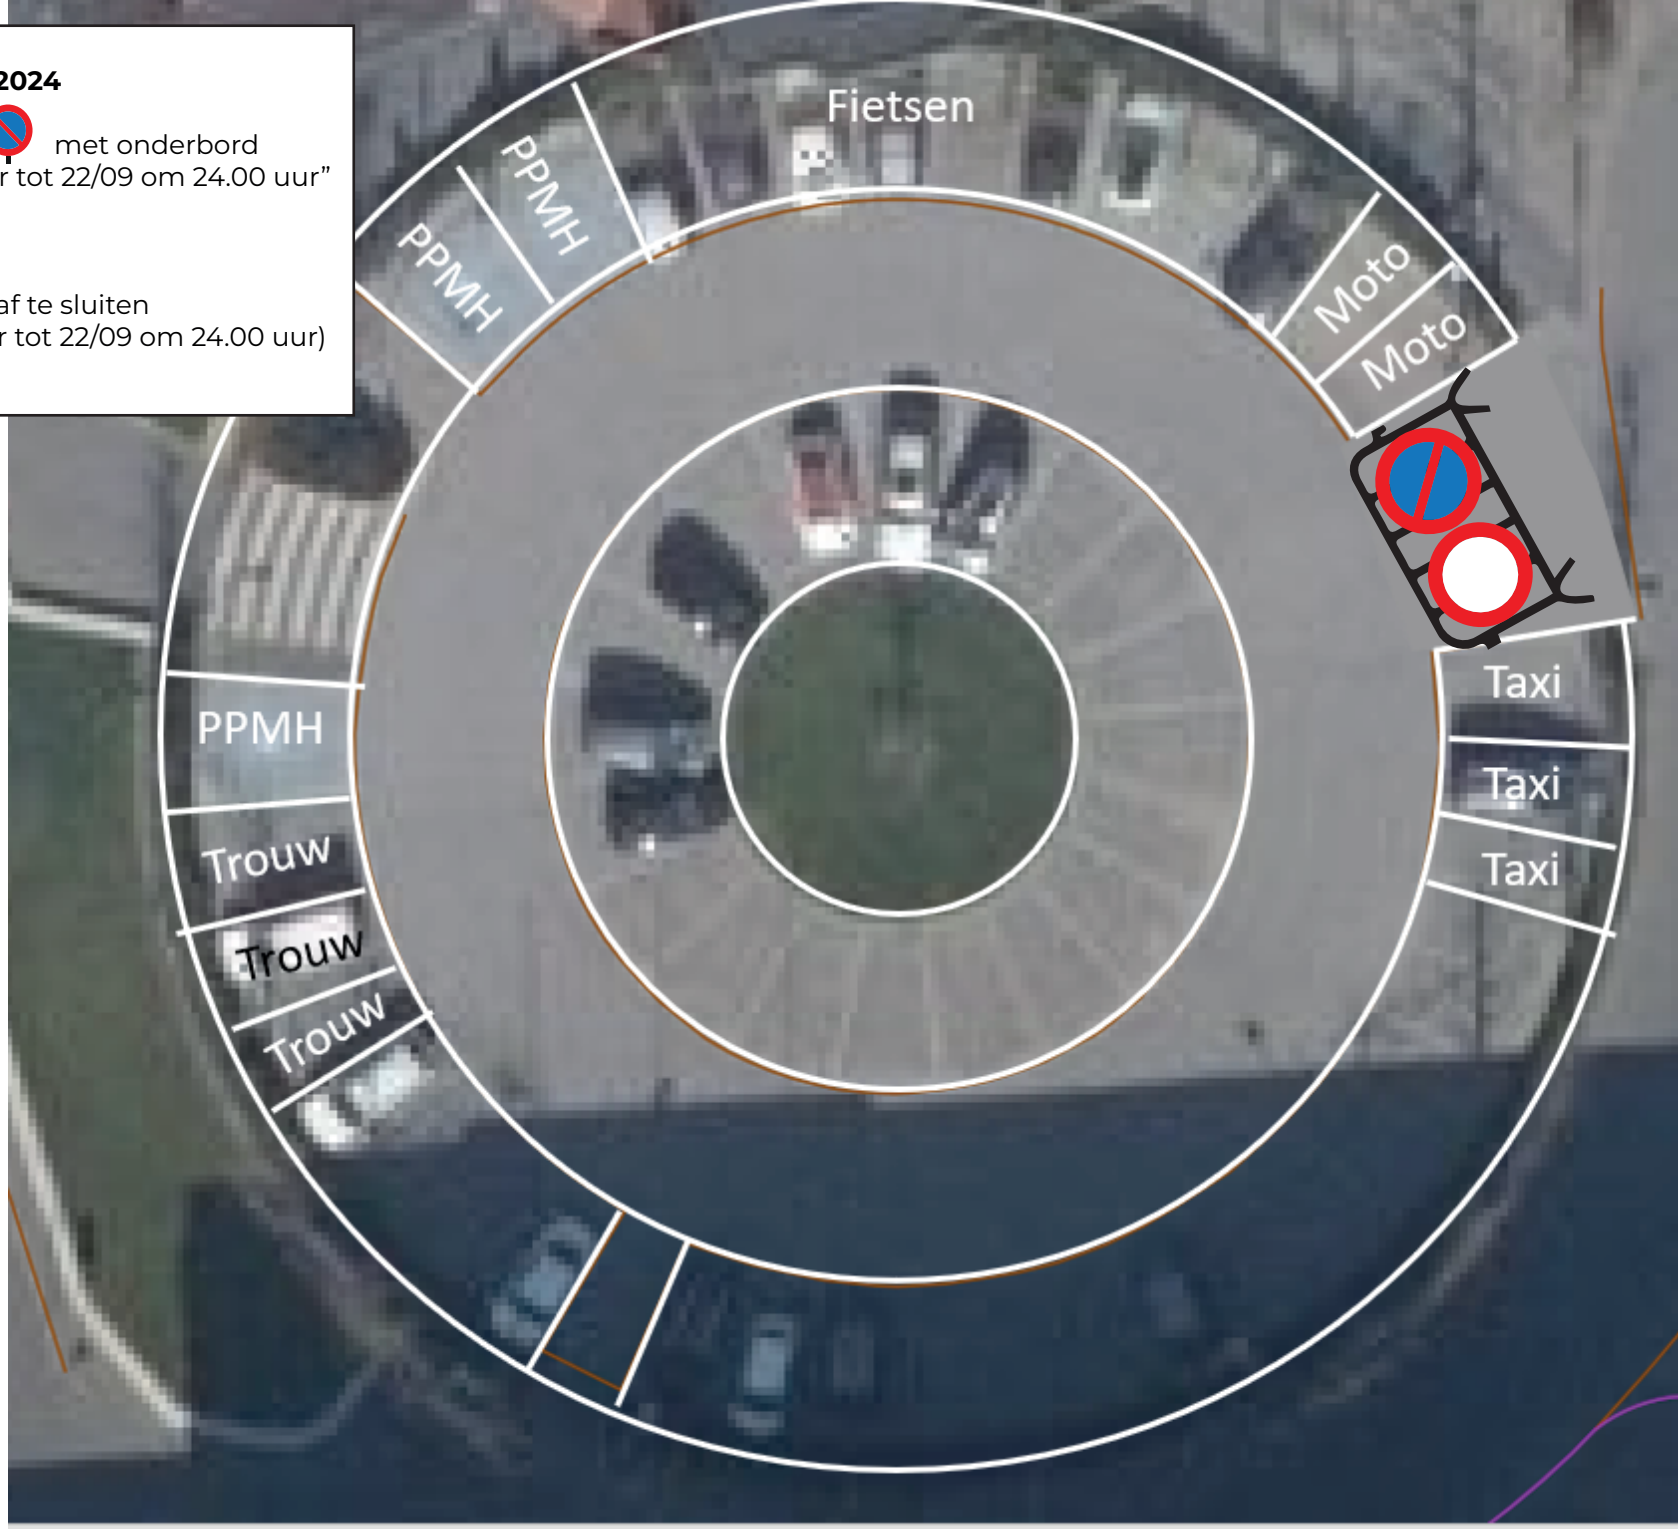 2024
met onderbord
r tot 22/09 om 24.00 uur”
af te sluiten
r tot 22/09 om 24.00 uur)
Fietsen
PPMH
PPMH
Moto
Moto
Taxi
Taxi
Taxi
PPMH
Trouw
Trouw
Trouw